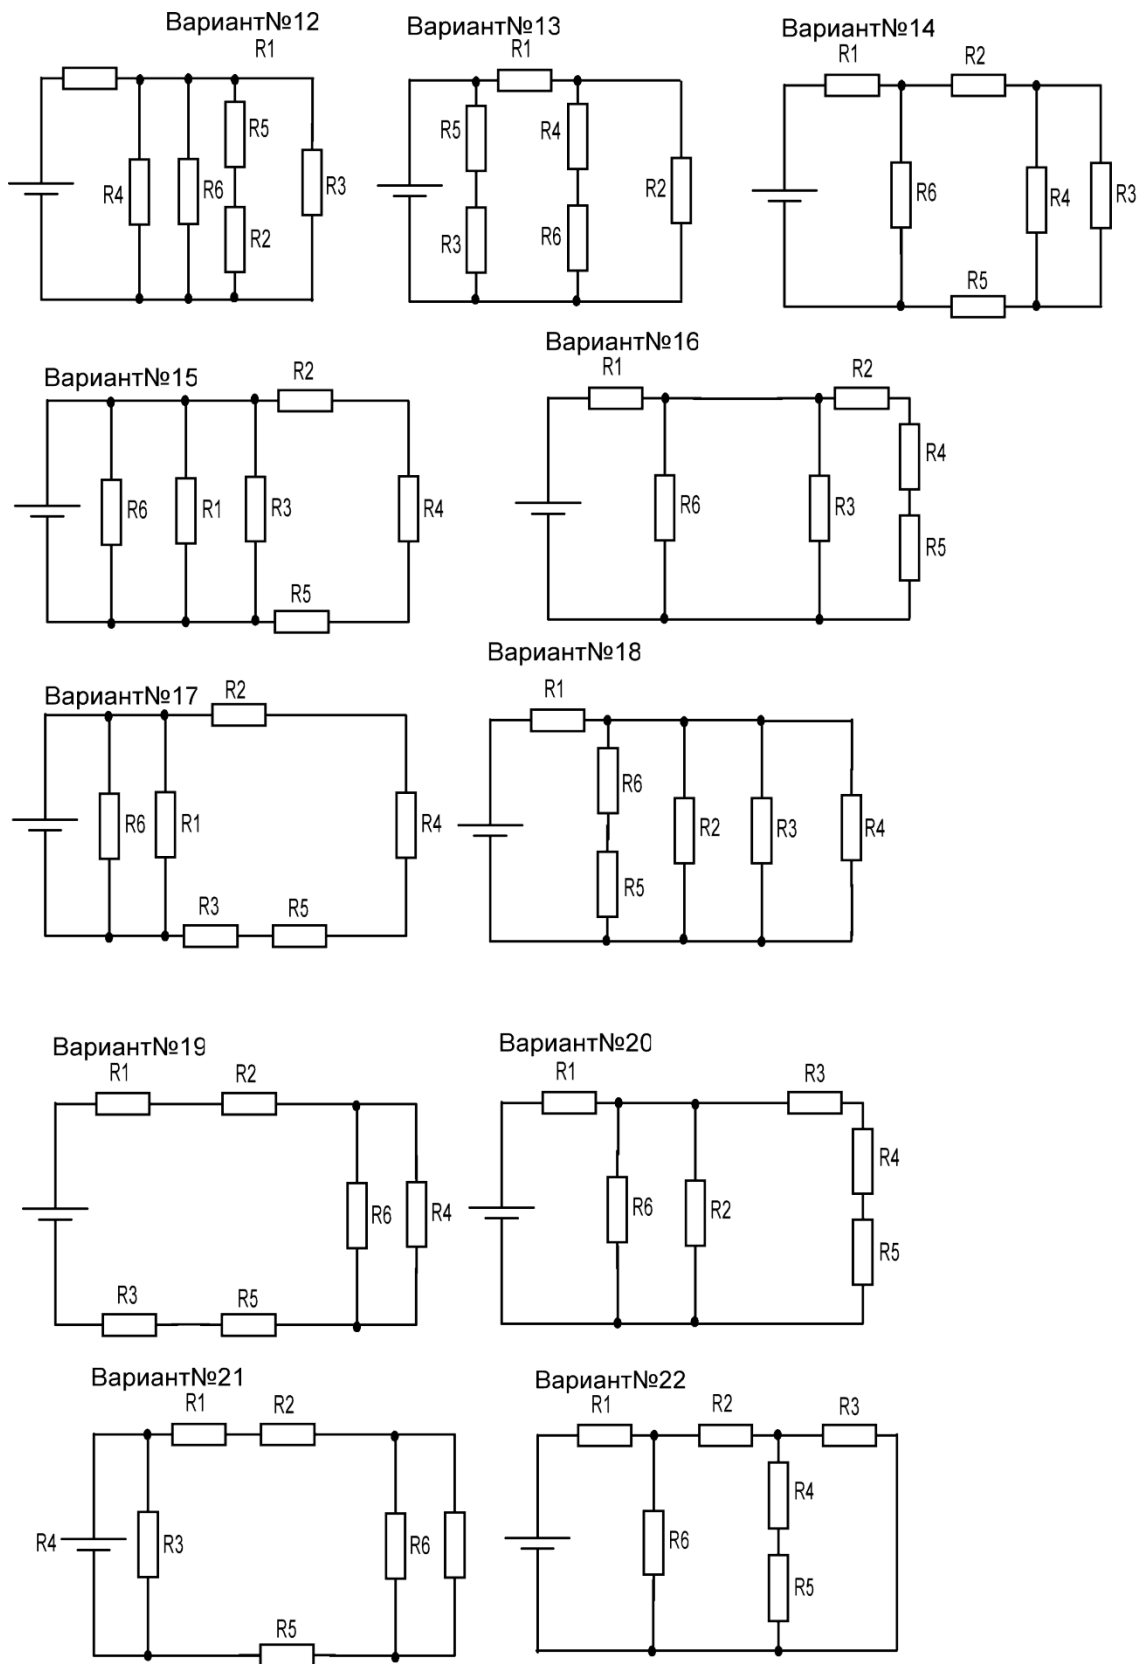 Вариант№12
R1
R4
R6
R5
R2
R3
Вариант№13
R1
R5
R3
R4
R6
R2
Вариант№14
R1
R2
R6
R4
R3
R5
Вариант№15
R2
R6
R1
R3
R4
R5
Вариант№16
R1
R2
R6
R3
R4
R5
Вариант№17
R2
R6
R1
R4
R3
R5
Вариант№18
R1
R6
R5
R2
R3
R4
Вариант№19
R1
R2
R6
R4
R3
R5
Вариант№20
R1
R3
R6
R2
R4
R5
Вариант№21
R1
R2
R4
R3
R6
R5
Вариант№22
R1
R2
R3
R6
R4
R5